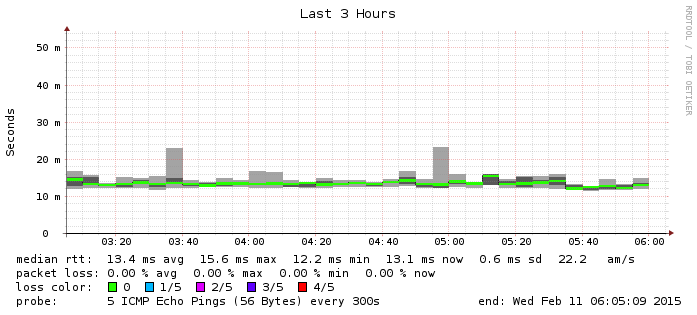 Last 3 Hours
RRDTOOL / TOBI OETIKER
Seconds
50 m
40 m
30 m
20 m
10 m
0
03:20 03:40 04:00 04:20 04:40 05:00 05:20 05:40 06:00
median rtt: 13.4 ms avg 15.6 ms max 12.2 ms min 13.1 ms now 0.6 ms sd 22.2 am/s
packet loss: 0.00 % avg 0.00 % max 0.00 % min 0.00 % now
loss color: 0 1/5 2/5 3/5 4/5
probe: 5 ICMP Echo Pings (56 Bytes) every 300s end: Wed Feb 11 06:05:09 2015